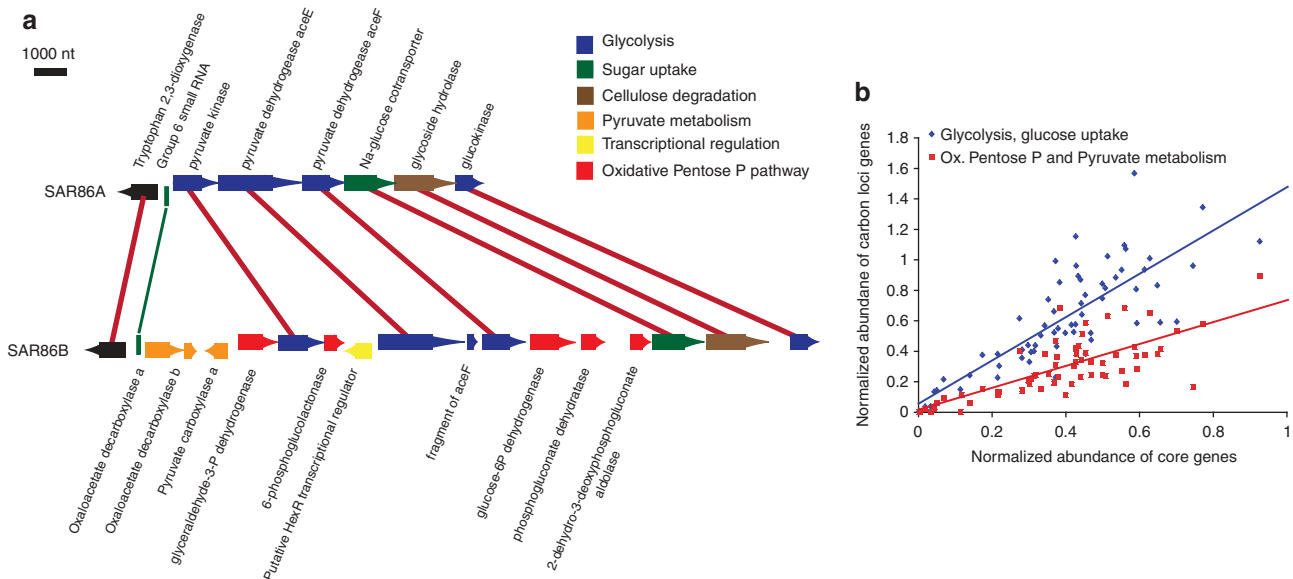 a
1000 nt
Tryptophan 2,3-dioxygenase
Group 6 small RNA
pyruvate kinase
pyruvate dehydrogease aceE
pyruvate dehydrogease aceF
Na-glucose cotransporter
glycoside hydrolase
glucokinase
Glycolysis
Sugar uptake
Cellulose degradation
Pyruvate metabolism
Transcriptional regulation
Oxidative Pentose P pathway
SAR86A
SAR86B
Oxaloacetate decarboxylase a
Oxaloacetate decarboxylase b
Pyruvate carboxylase a
glyceraldehyde-3-P dehydrogenase
6-phosphoglucolactonase
Putative HexR transcriptional regulator
fragment of aceF
glucose-6P dehydrogenase
phosphogluconate dehydratase
2-dehydro-3-deoxyphosphogluconate
aldolase
b
Glycolysis, glucose uptake
Ox. Pentose P and Pyruvate metabolism
Normalized abundane of carbon loci genes
1.8
1.6
1.4
1.2
1
0.8
0.6
0.4
0.2
0
0
0.2
0.4
0.6
0.8
1
Normalized abundance of core genes